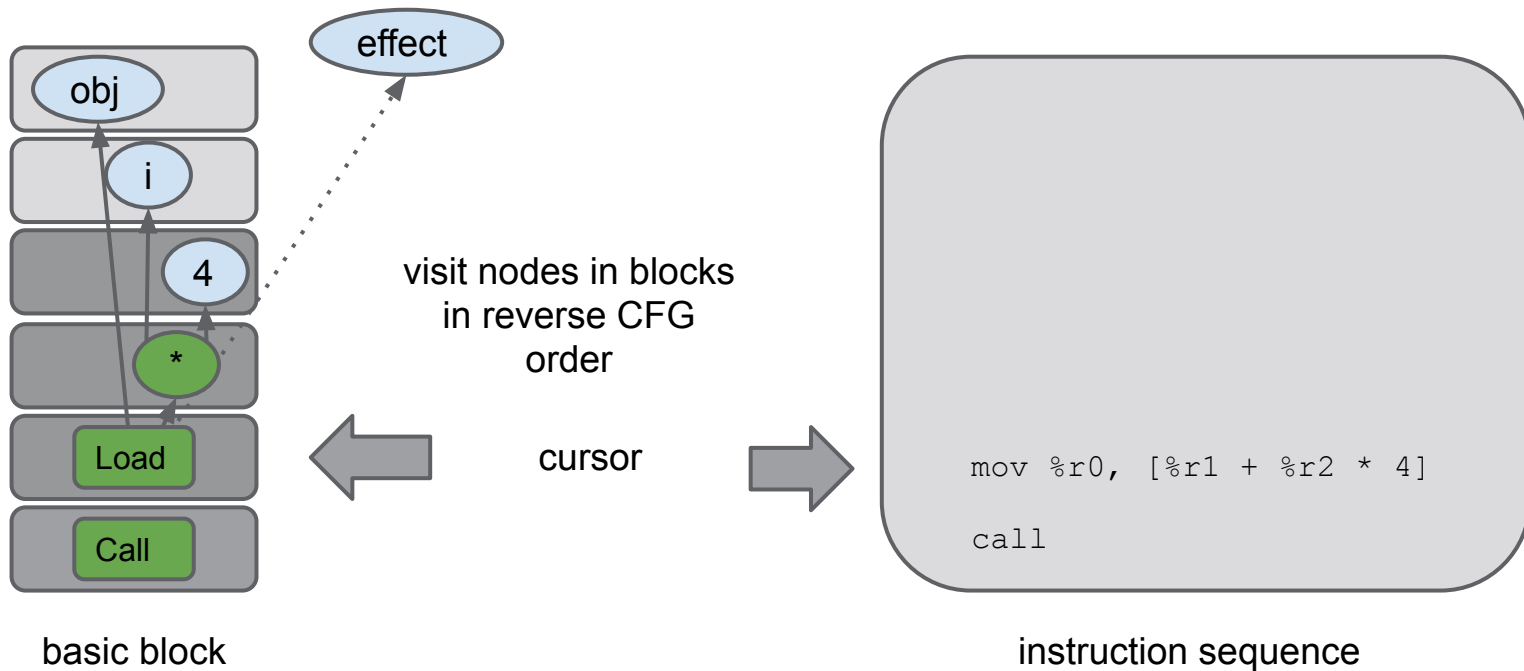 effect
obj
i
4
*
Load
Call
basic block
visit nodes in blocks
in reverse CFG
order
cursor
mov %r0, [%r1 + %r2 * 4]
call
instruction sequence